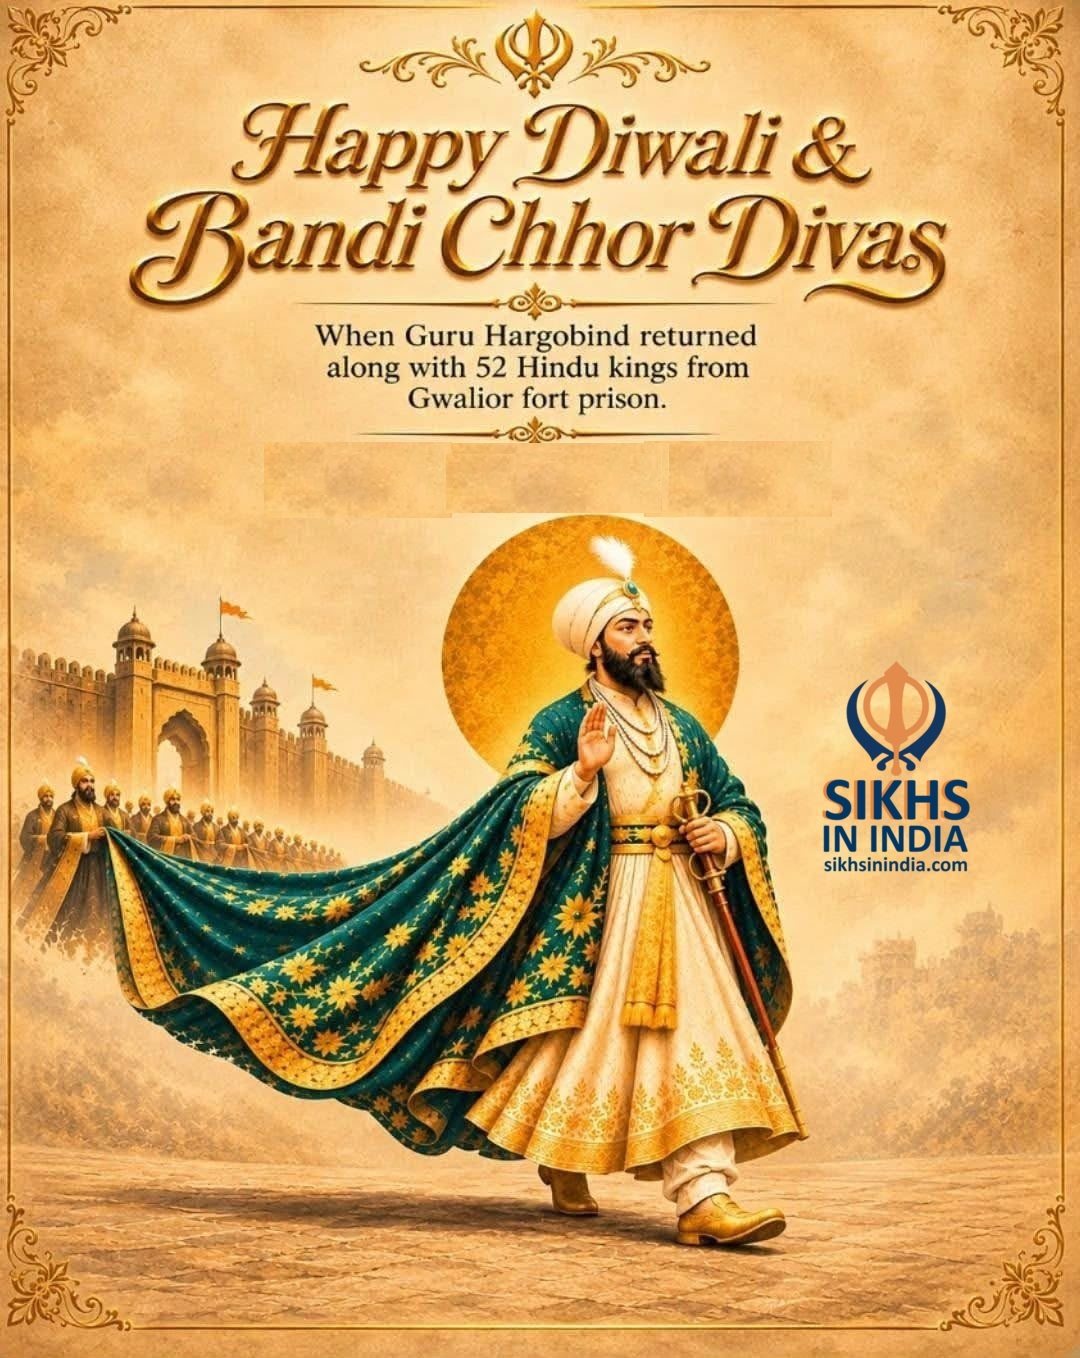 Happy Diwali &
Bandi Chhor Divas
When Guru Hargobind returned
along with 52 Hindu kings from
Gwalior fort prison.
SIKHS
IN INDIA
sikhsinindia.com